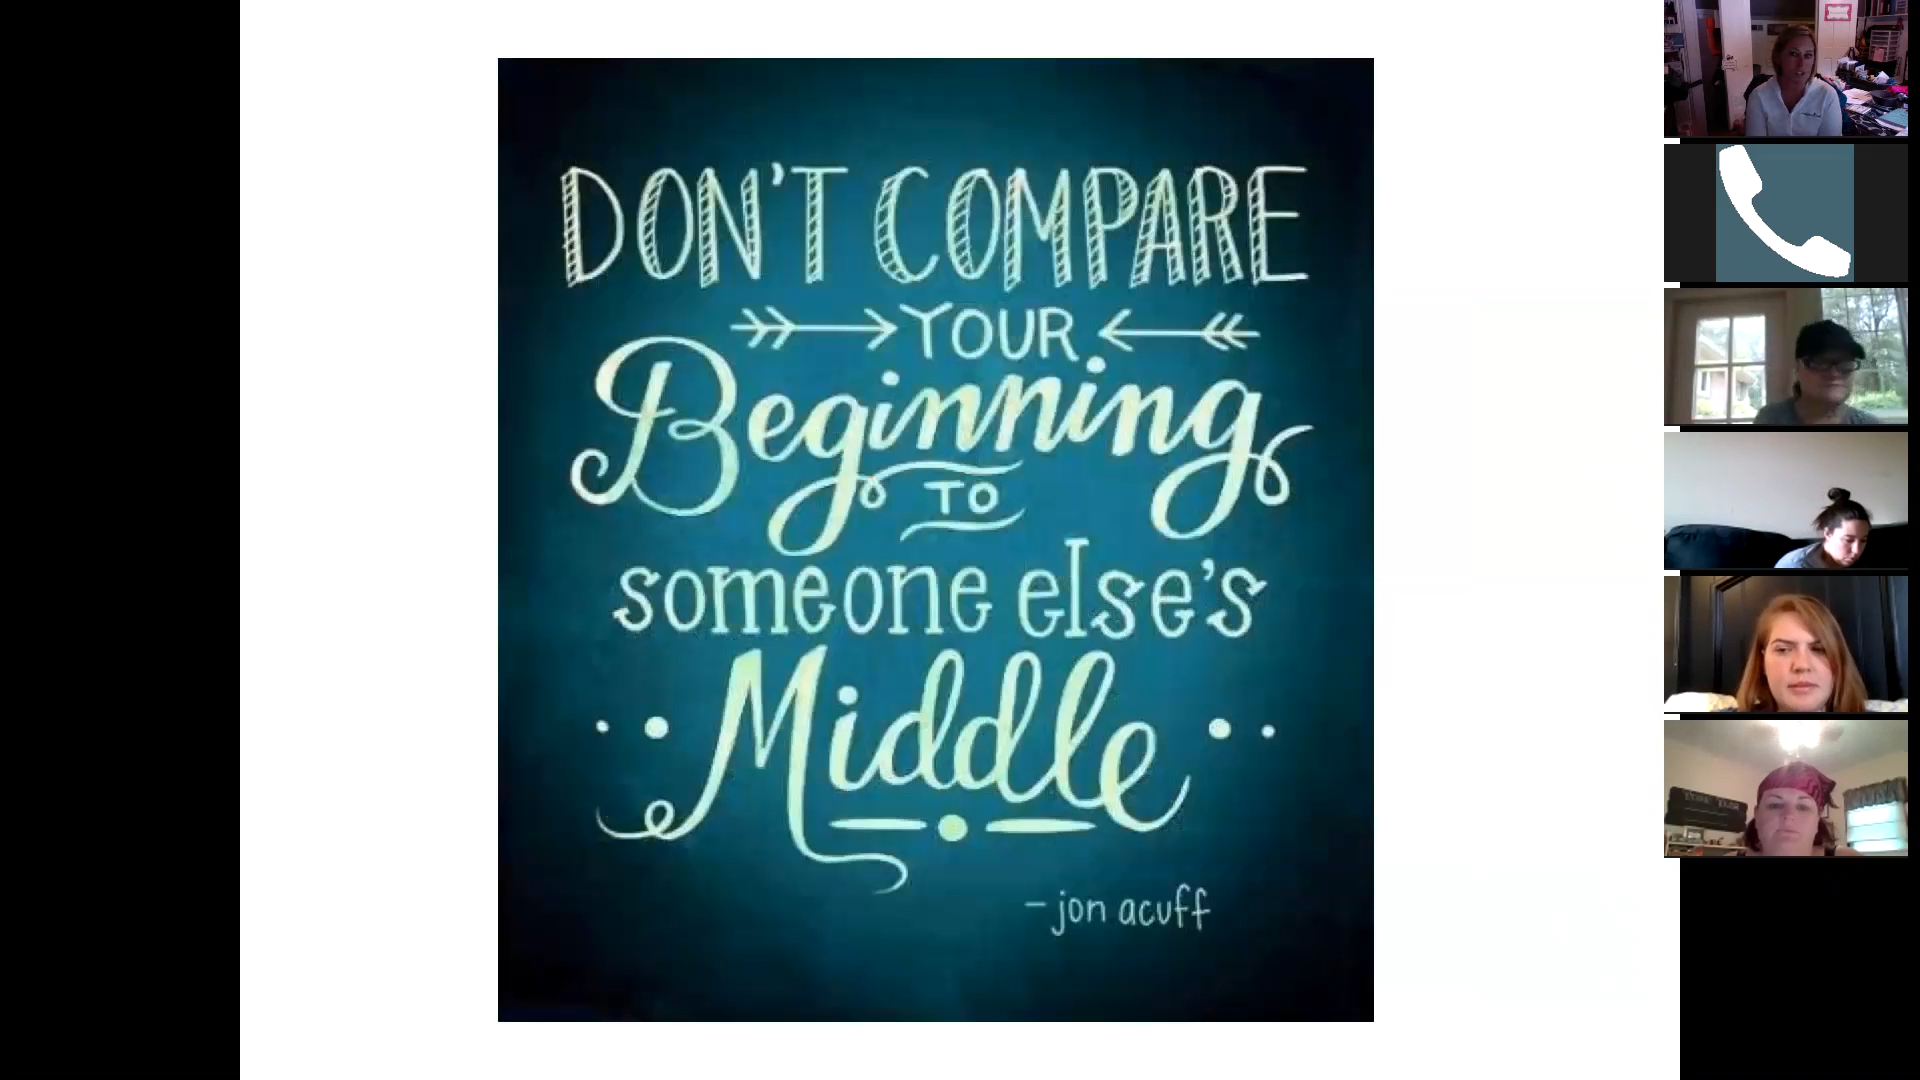 DON'T COMPARE
YOUR
Beginning
TO
someone else's
Middle
- jon acuff